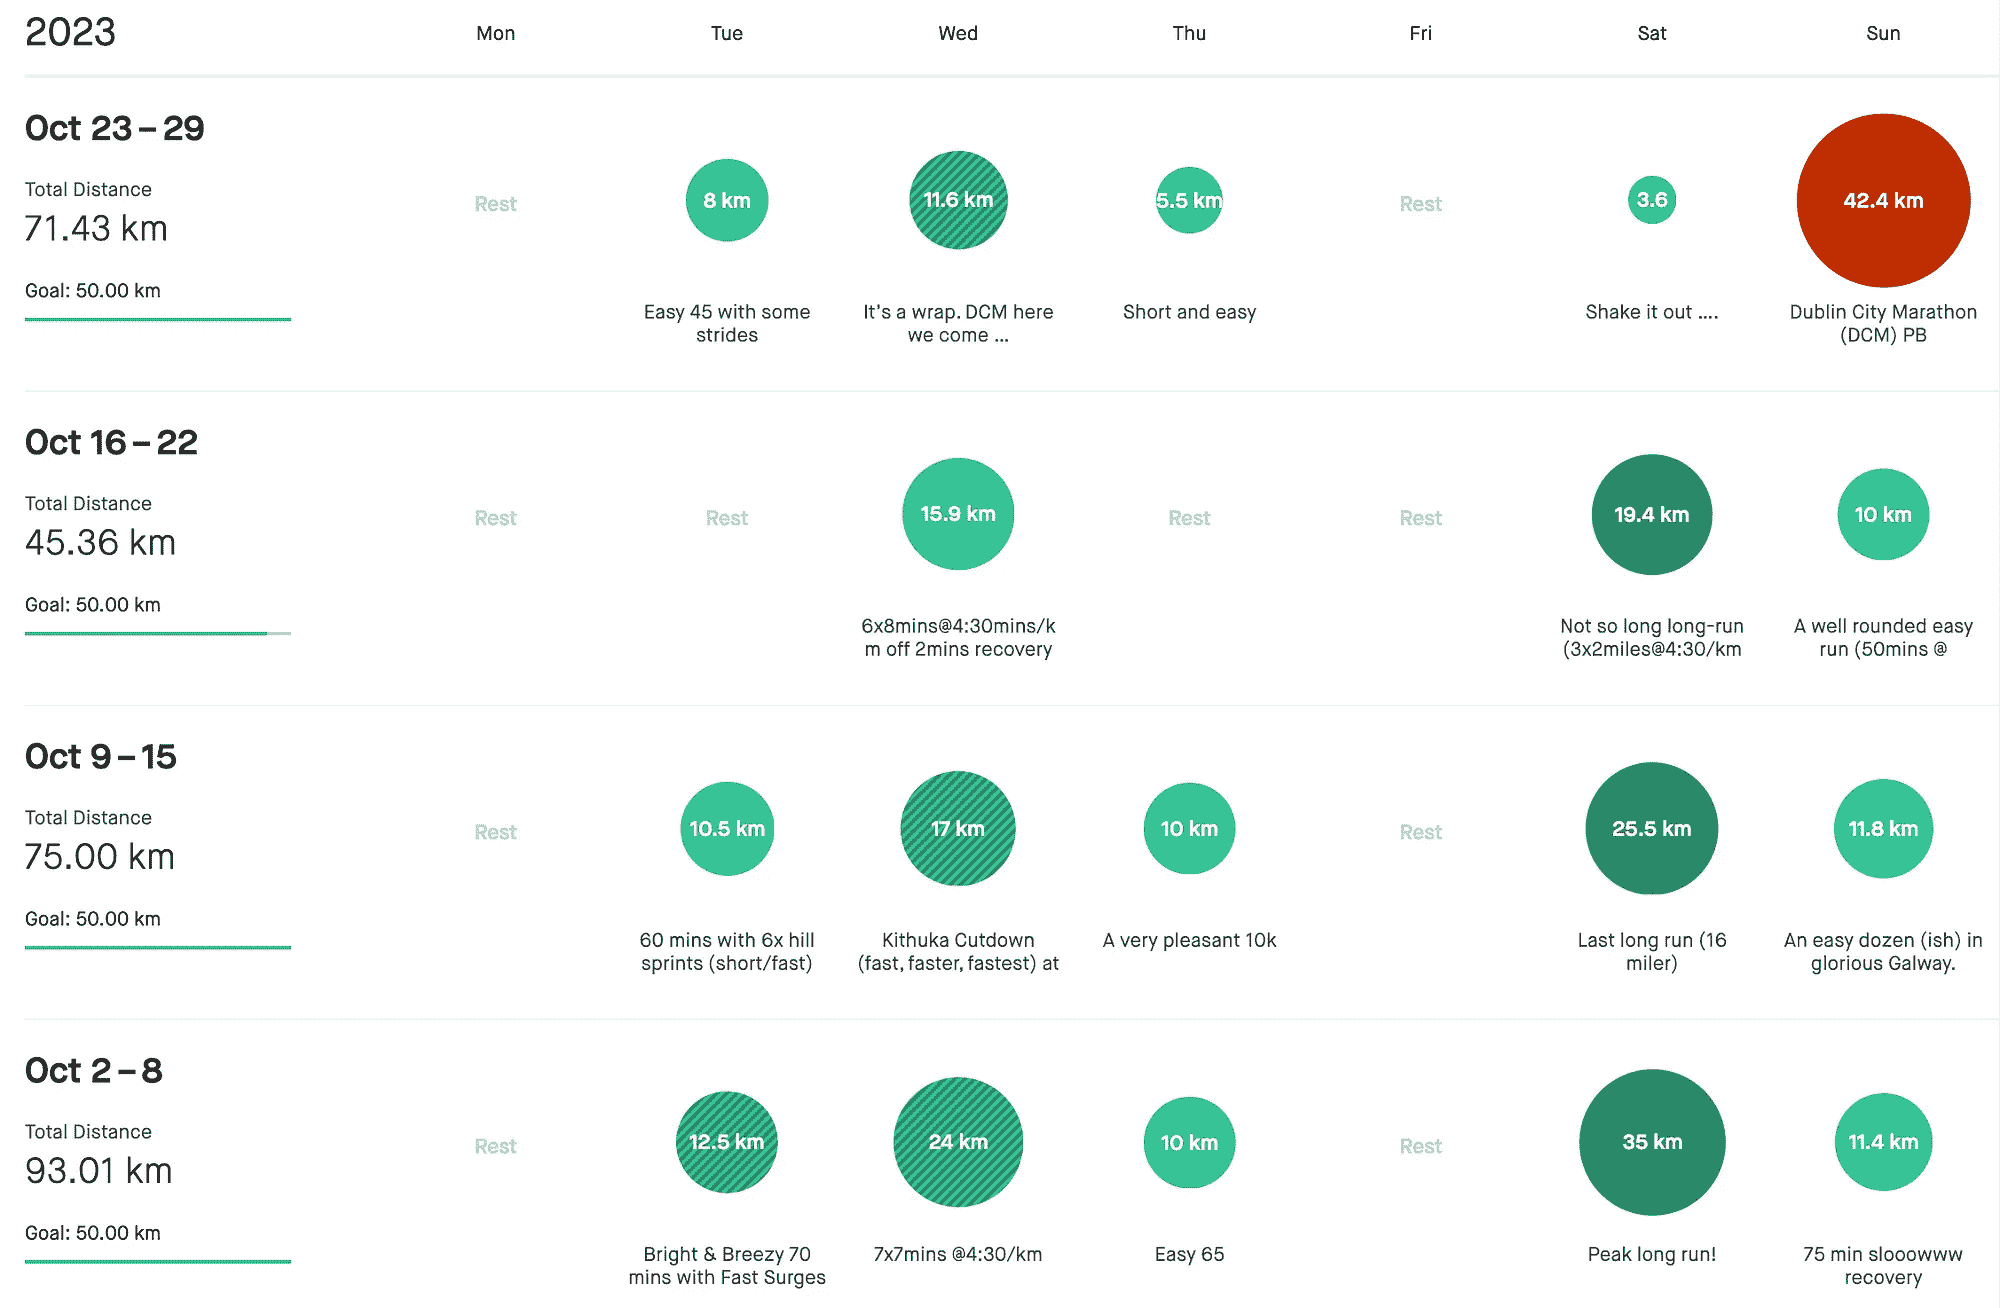 2023 Mon Tue Wed Thu Fri Sat Sun
Oct 23 – 29
Total Distance
71.43 km
Goal: 50.00 km
Rest 8 km 11.6 km 5.5 km Rest 3.6 42.4 km
Easy 45 with some
strides
It's a wrap. DCM here
we come ...
Short and easy
Shake it out ....
Dublin City Marathon
(DCM) PB
Oct 16 – 22
Total Distance
45.36 km
Goal: 50.00 km
Rest Rest 15.9 km Rest Rest 19.4 km 10 km
6x8mins@4:30mins/k
m off 2mins recovery
Not so long long-run
(3x2miles@4:30/km
A well rounded easy
run (50mins @
Oct 9 – 15
Total Distance
75.00 km
Goal: 50.00 km
Rest 10.5 km 17 km 10 km Rest 25.5 km 11.8 km
60 mins with 6x hill
sprints (short/fast)
Kithuka Cutdown
(fast, faster, fastest) at
A very pleasant 10k
Last long run (16
miler)
An easy dozen (ish) in
glorious Galway.
Oct 2 – 8
Total Distance
93.01 km
Goal: 50.00 km
Rest 12.5 km 24 km 10 km Rest 35 km 11.4 km
Bright & Breezy 70
mins with Fast Surges
7x7mins @4:30/km
Easy 65
Peak long run!
75 min slooowww
recovery